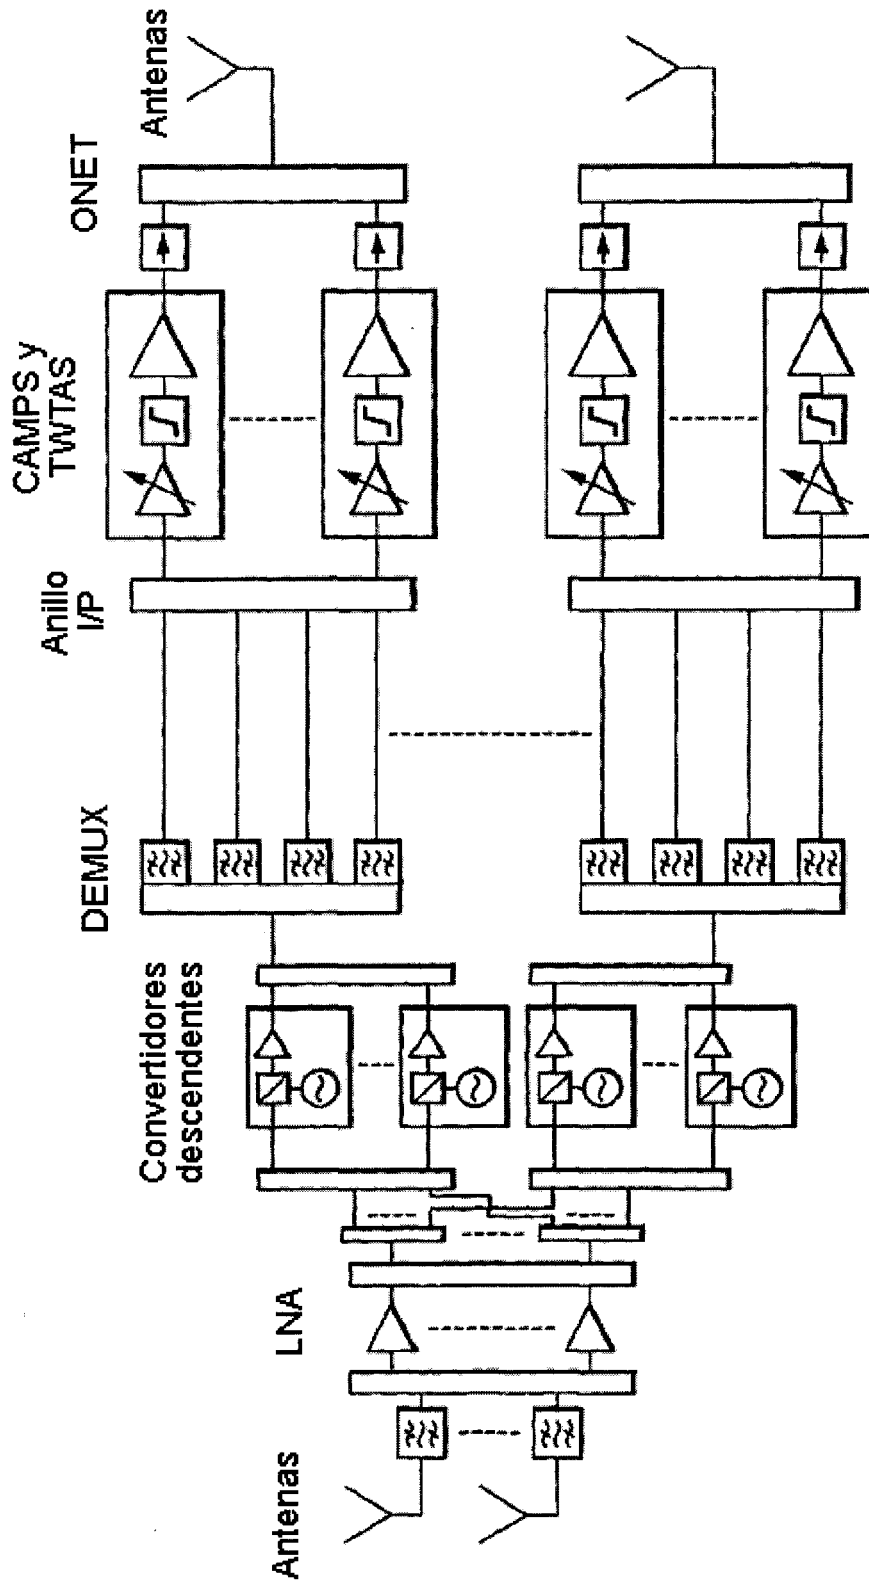 Antenas
LNA
Convertidores
descendentes
DEMUX
Anillo
I/P
CAMPS y
TWTAS
ONET
Antenas